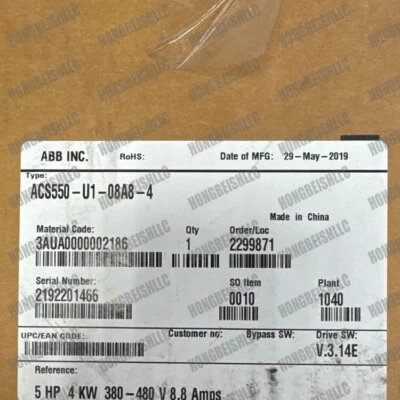 ABB INC. RoHS: Date of MFG: 29-May-2019
Type:
ACS550-U1-08A8-4
Made in China
Material Code: Qty Order/Loc
3AUA0000002186 1 2299871
Serial Number: SO Item Plant
2192201466 0010 1040
UPC/EAN CODE: Customer no: Bypass SW: Drive SW:
V.3.14E
Reference:
5 HP 4 KW 380-480 V 8.8 Amps
HONGBEISHLLC